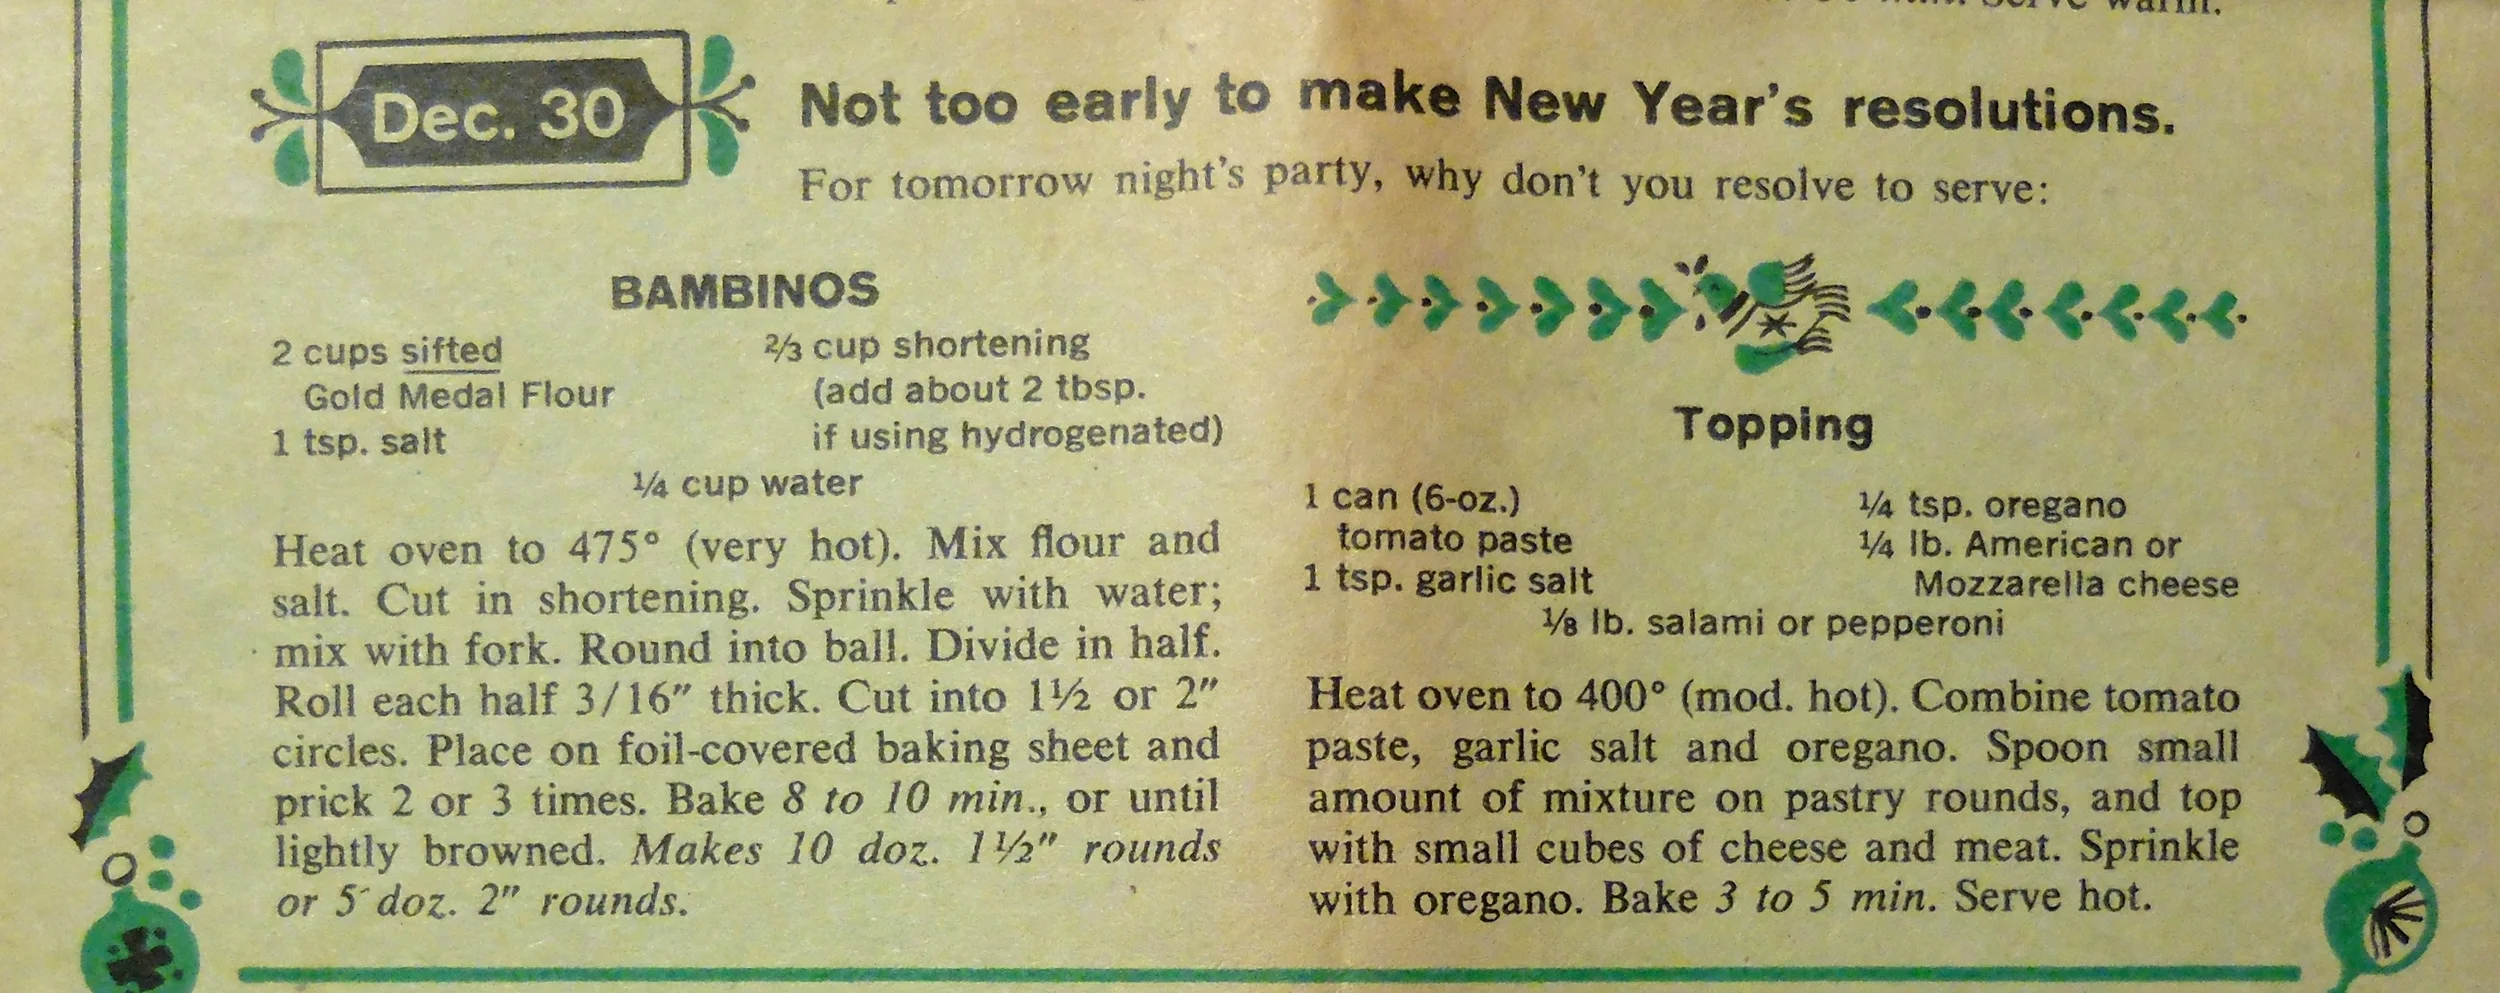 Serve warm.
Dec. 30
Not too early to make New Year's resolutions.
For tomorrow night's party, why don't you resolve to serve:
BAMBINOS
2 cups sifted
Gold Medal Flour
1 tsp. salt
⅔ cup shortening
(add about 2 tbsp.
if using hydrogenated)
¼ cup water
Heat oven to 475° (very hot). Mix flour and
salt. Cut in shortening. Sprinkle with water;
mix with fork. Round into ball. Divide in half.
Roll each half 3/16" thick. Cut into 1½ or 2"
circles. Place on foil-covered baking sheet and
prick 2 or 3 times. Bake 8 to 10 min., or until
lightly browned. Makes 10 doz. 1½" rounds
or 5 doz. 2" rounds.
Topping
1 can (6-oz.)
tomato paste
1 tsp. garlic salt
¼ tsp. oregano
¼ lb. American or
Mozzarella cheese
⅛ lb. salami or pepperoni
Heat oven to 400° (mod. hot). Combine tomato
paste, garlic salt and oregano. Spoon small
amount of mixture on pastry rounds, and top
with small cubes of cheese and meat. Sprinkle
with oregano. Bake 3 to 5 min. Serve hot.